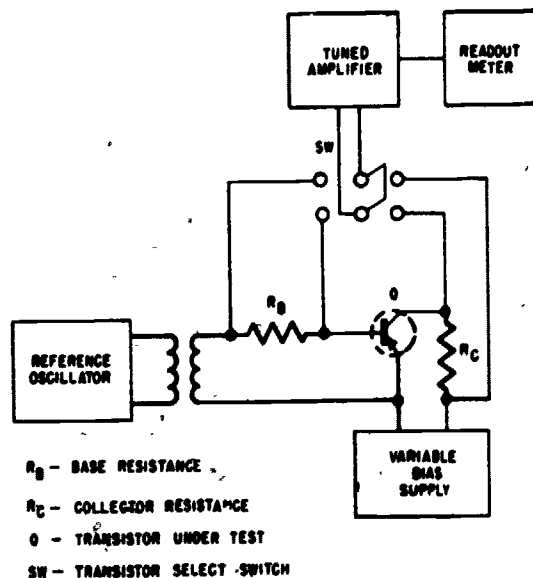 TUNED
AMPLIFIER
READOUT
METER
SW
R_B
Q
R_C
REFERENCE
OSCILLATOR
VARIABLE
BIAS
SUPPLY
R_B — BASE RESISTANCE
R_C — COLLECTOR RESISTANCE
Q — TRANSISTOR UNDER TEST
SW — TRANSISTOR SELECT SWITCH